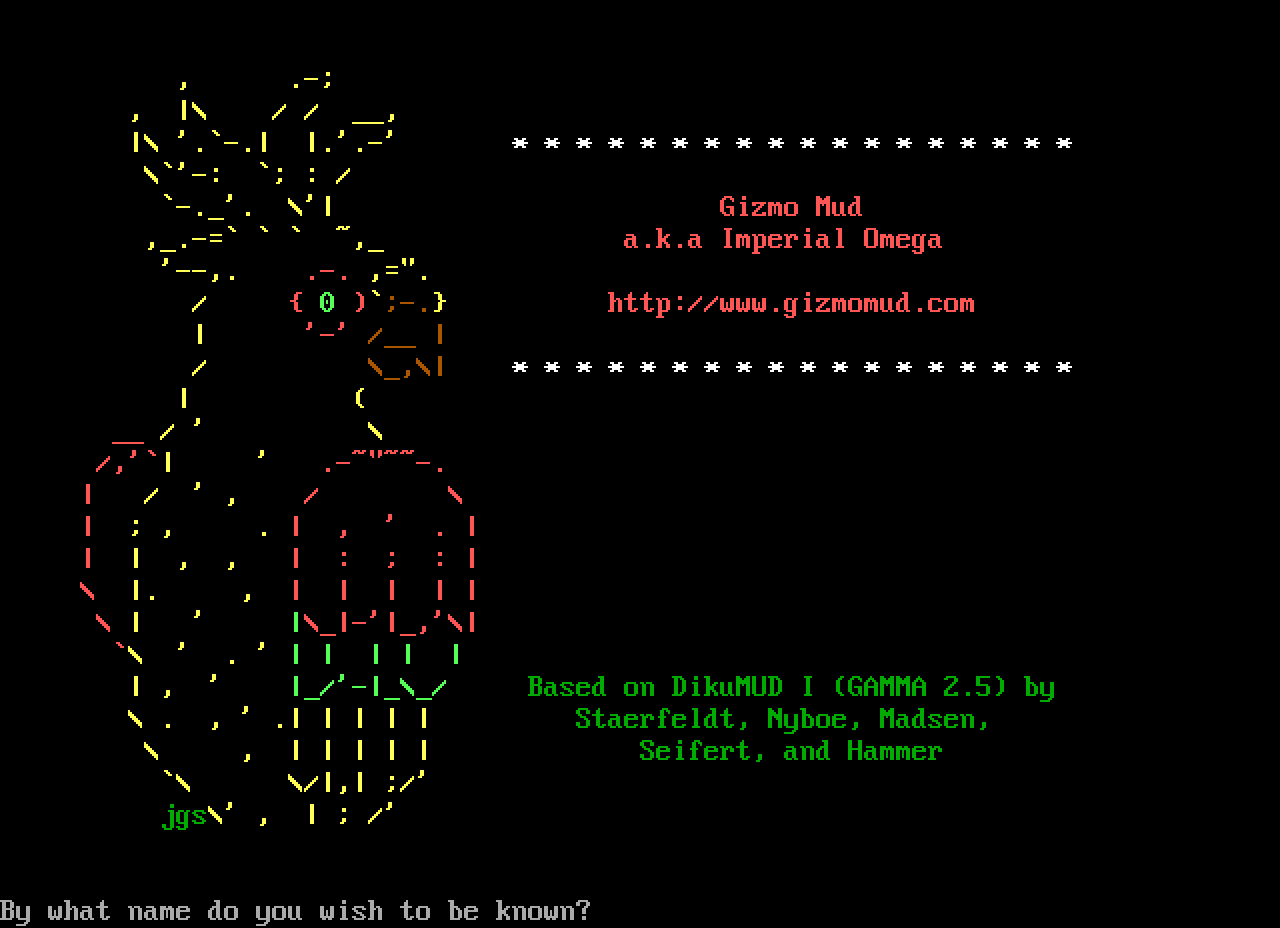 * * * * * * * * * * * * * * * * * *
Gizmo Mud
a.k.a Imperial Omega
http://www.gizmomud.com
* * * * * * * * * * * * * * * * * *
Based on DikuMUD I (GAMMA 2.5) by
Staerfeldt, Nyboe, Madsen,
Seifert, and Hammer
jgs
By what name do you wish to be known?